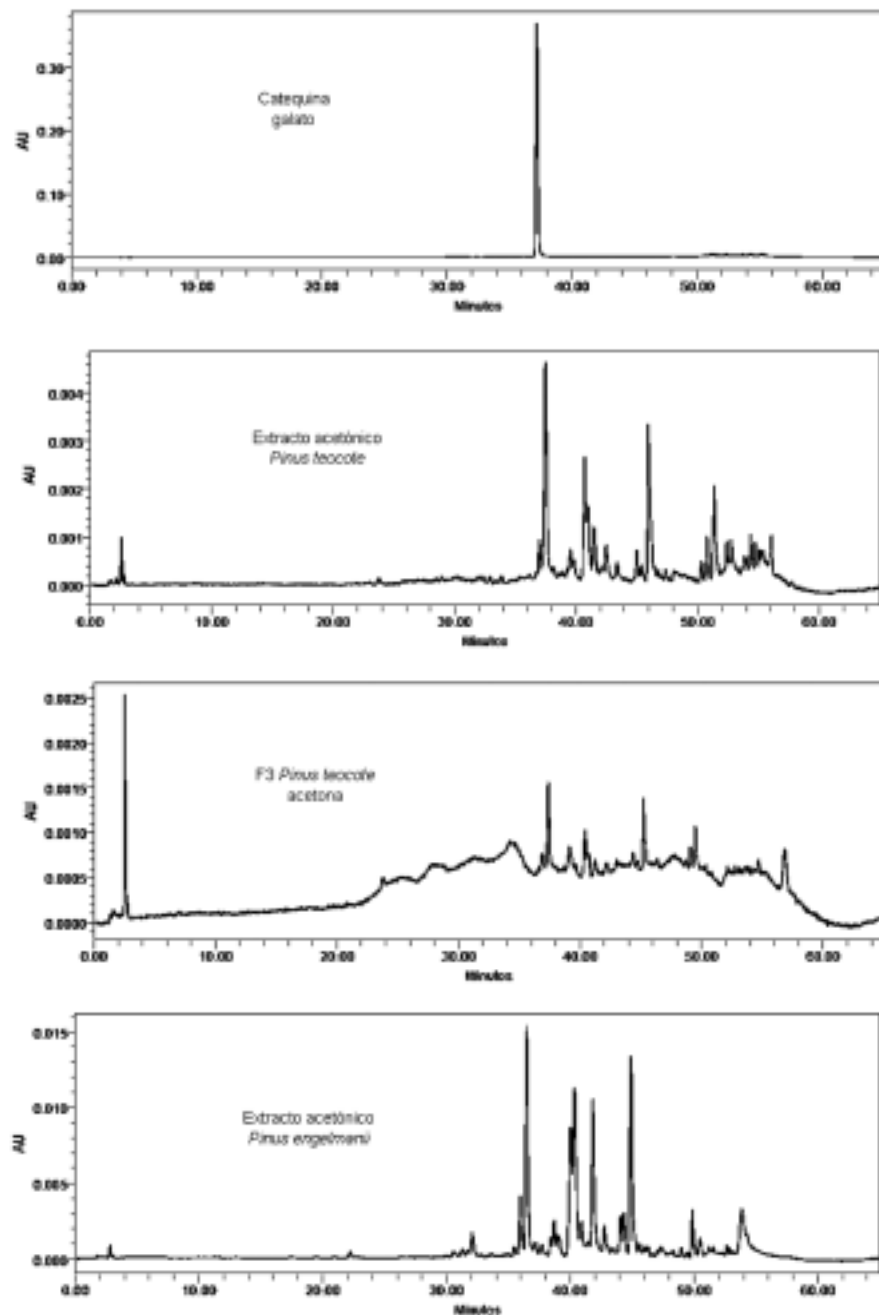 0.30
0.20
0.10
0.00
AU
Catequina
galato
0.00 10.00 20.00 30.00 40.00 50.00 60.00
Minutos
0.004
0.003
0.002
0.001
0.000
AU
Extracto acetónico
Pinus teocote
0.00 10.00 20.00 30.00 40.00 50.00 60.00
Minutos
0.0025
0.0020
0.0015
0.0010
0.0005
0.0000
AU
F3 Pinus teocote
acetona
0.00 10.00 20.00 30.00 40.00 50.00 60.00
Minutos
0.015
0.010
0.005
0.000
AU
Extracto acetónico
Pinus engelmanii
0.00 10.00 20.00 30.00 40.00 50.00 60.00
Minutos